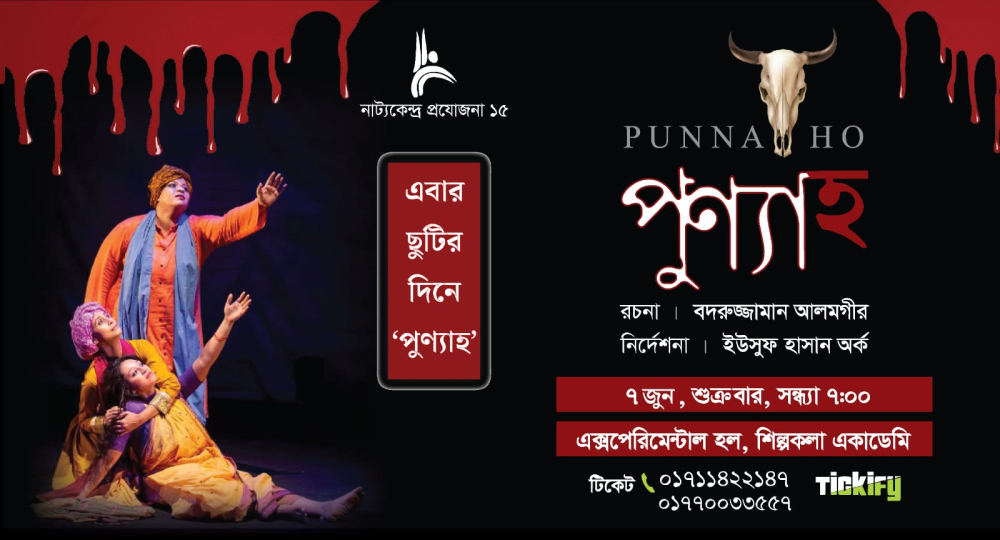 নাট্যকেন্দ্র প্রযোজনা ১৫
এবার
ছুটির
দিনে
‘পুণ্যাহ’
PUNNA HO
পুণ্যাহ
রচনা | বদরুজ্জামান আলমগীর
নির্দেশনা | ইউসুফ হাসান অর্ক
৭ জুন , শুক্রবার, সন্ধ্যা ৭:০০
এক্সপেরিমেন্টাল হল, শিল্পকলা একাডেমি
টিকেট ০১৭১১৪২২১৪৭
০১৭৭০০৩৩৫৫৭
TICKIFY